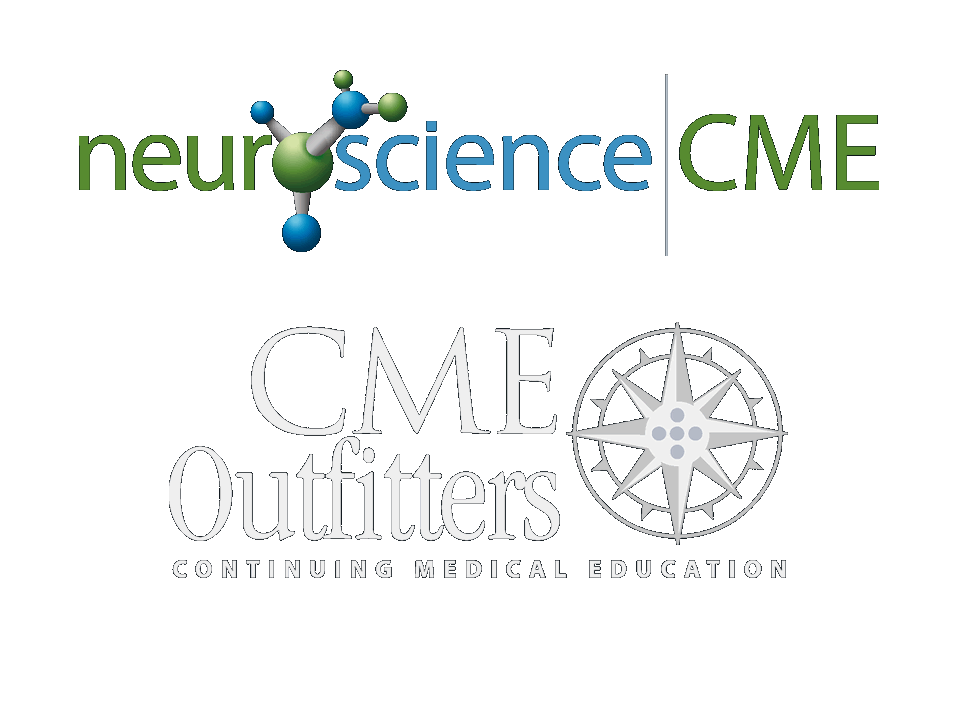 neuroscience CME
CME
Outfitters
CONTINUING MEDICAL EDUCATION